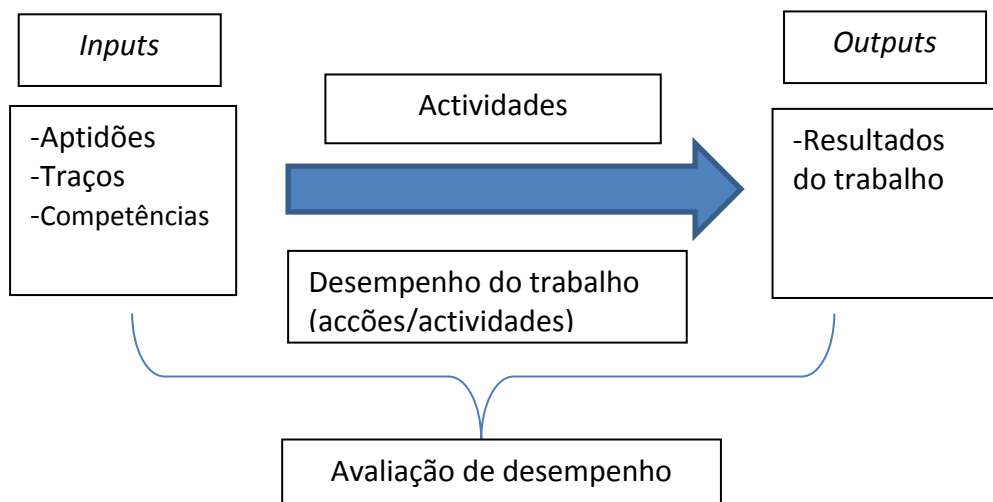 Inputs
Outputs
Actividades
-Aptidões
-Traços
-Competências
-Resultados
do trabalho
Desempenho do trabalho
(acções/actividades)
Avaliação de desempenho